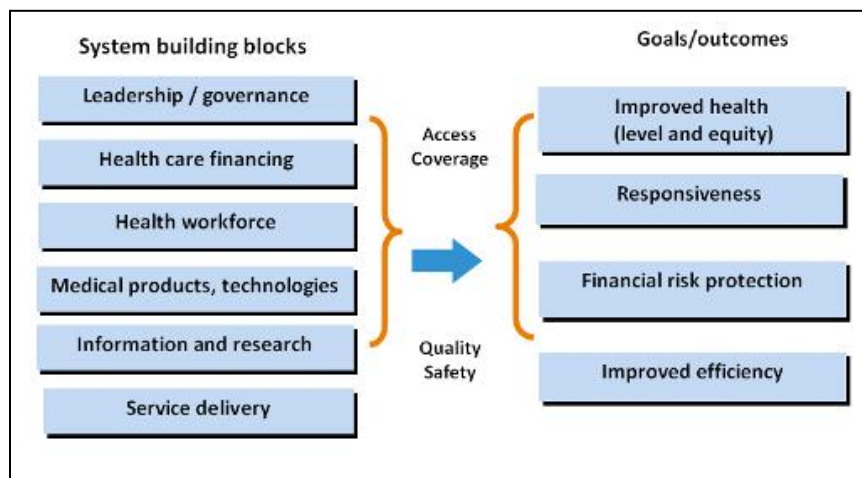 System building blocks
Leadership / governance
Health care financing
Health workforce
Medical products, technologies
Information and research
Service delivery
Access
Coverage
Quality
Safety
Goals/outcomes
Improved health
(level and equity)
Responsiveness
Financial risk protection
Improved efficiency